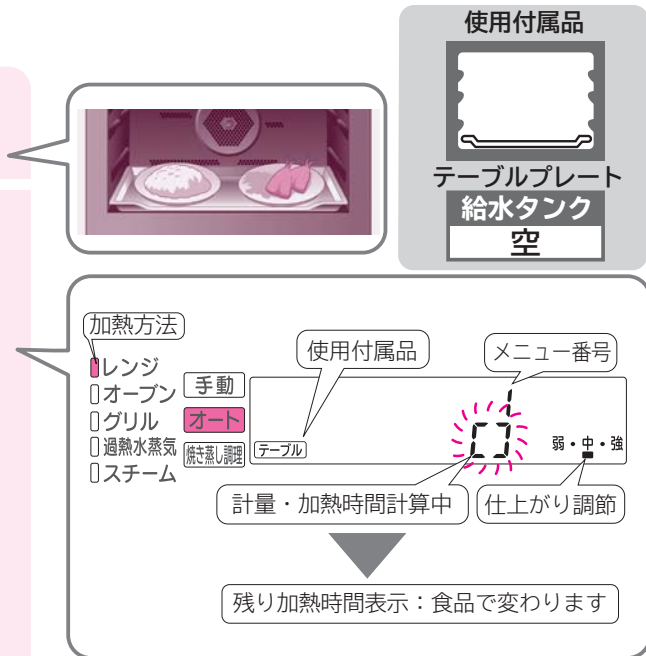 使用付属品
テーブルプレート
給水タンク
空
加熱方法
レンジ
オーブン
グリル
過熱水蒸気
スチーム
手動
オート
焼き蒸し調理
使用付属品
メニュー番号
1
テーブル
弱・中・強
計量・加熱時間計算中
仕上がり調節
残り加熱時間表示：食品で変わります